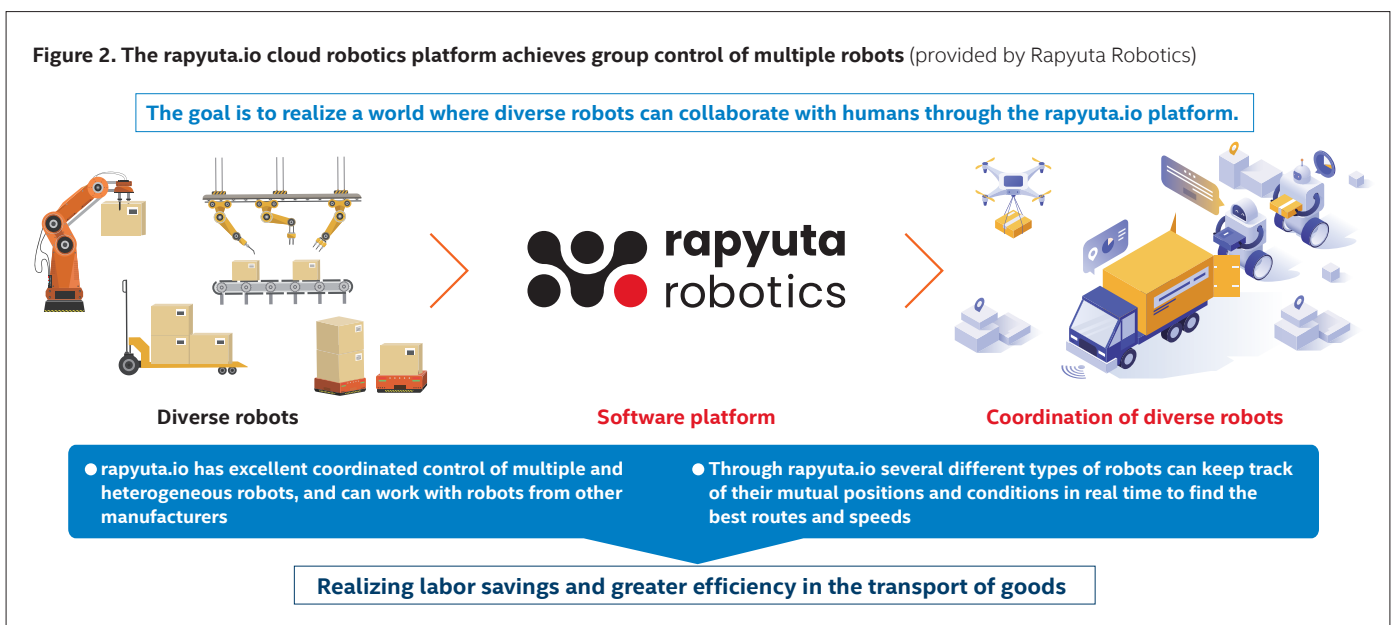 Figure 2. The rapyuta.io cloud robotics platform achieves group control of multiple robots (provided by Rapyuta Robotics)
The goal is to realize a world where diverse robots can collaborate with humans through the rapyuta.io platform.
rapyuta
robotics
Diverse robots
Software platform
Coordination of diverse robots
● rapyuta.io has excellent coordinated control of multiple and
heterogeneous robots, and can work with robots from other
manufacturers
● Through rapyuta.io several different types of robots can keep track
of their mutual positions and conditions in real time to find the
best routes and speeds
Realizing labor savings and greater efficiency in the transport of goods